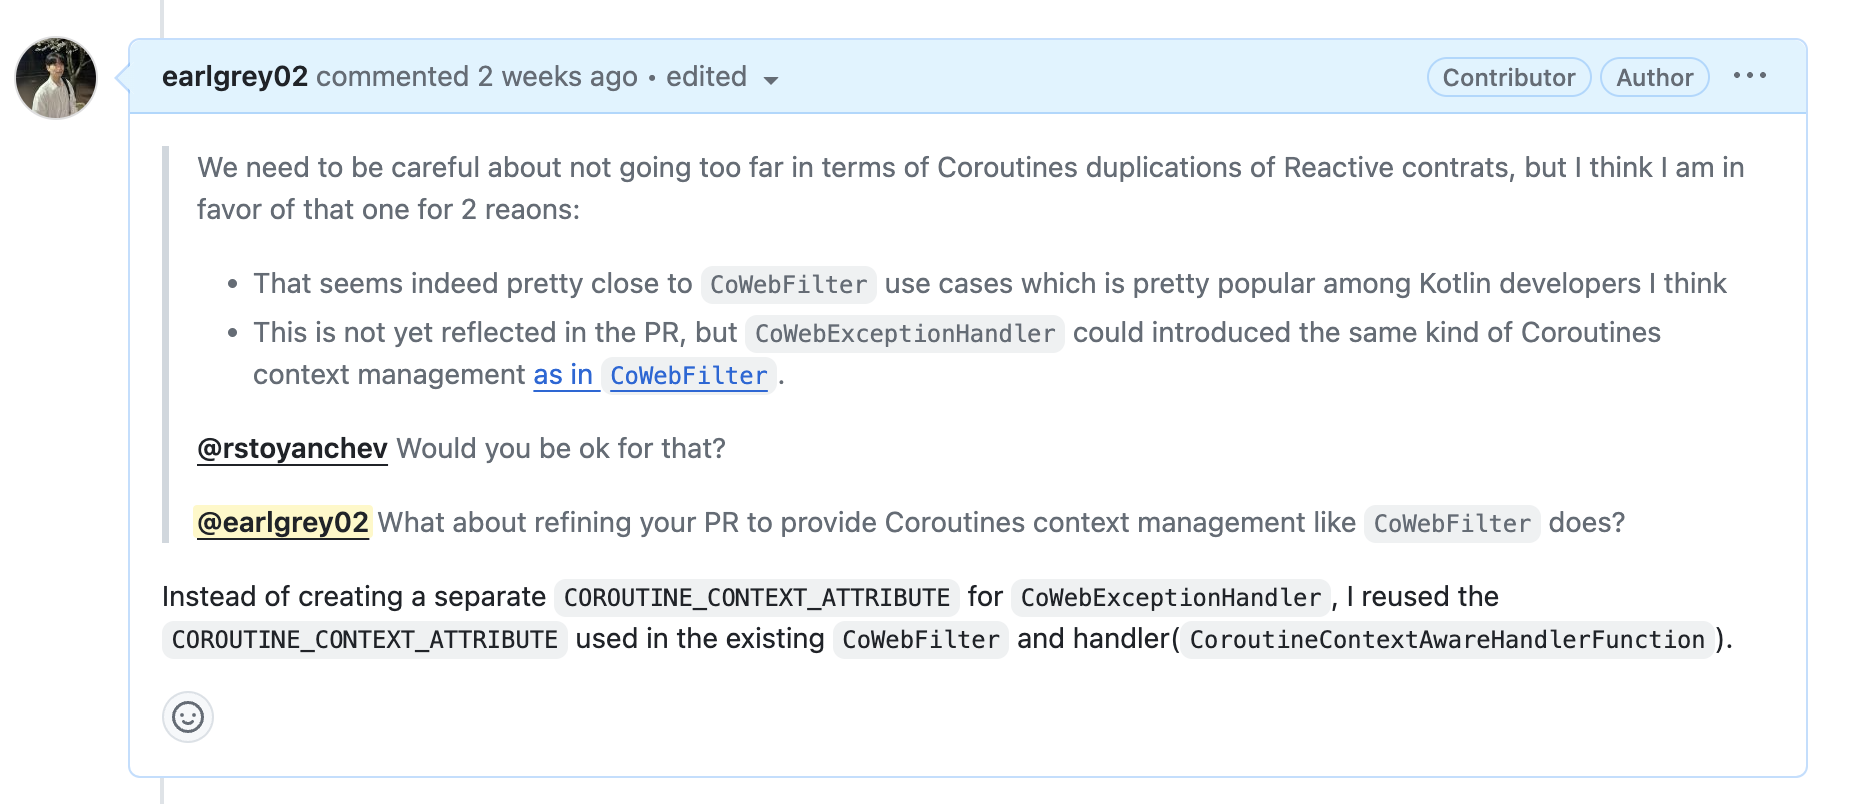 earlgrey02 commented 2 weeks ago • edited
Contributor
Author
We need to be careful about not going too far in terms of Coroutines duplications of Reactive contrats, but I think I am in
favor of that one for 2 reaons:
• That seems indeed pretty close to CoWebFilter use cases which is pretty popular among Kotlin developers I think
• This is not yet reflected in the PR, but CoWebExceptionHandler could introduced the same kind of Coroutines
context management as in CoWebFilter.
@rstoyanchev Would you be ok for that?
@earlgrey02 What about refining your PR to provide Coroutines context management like CoWebFilter does?
Instead of creating a separate COROUTINE_CONTEXT_ATTRIBUTE for CoWebExceptionHandler, I reused the
COROUTINE_CONTEXT_ATTRIBUTE used in the existing CoWebFilter and handler(CoroutineContextAwareHandlerFunction).